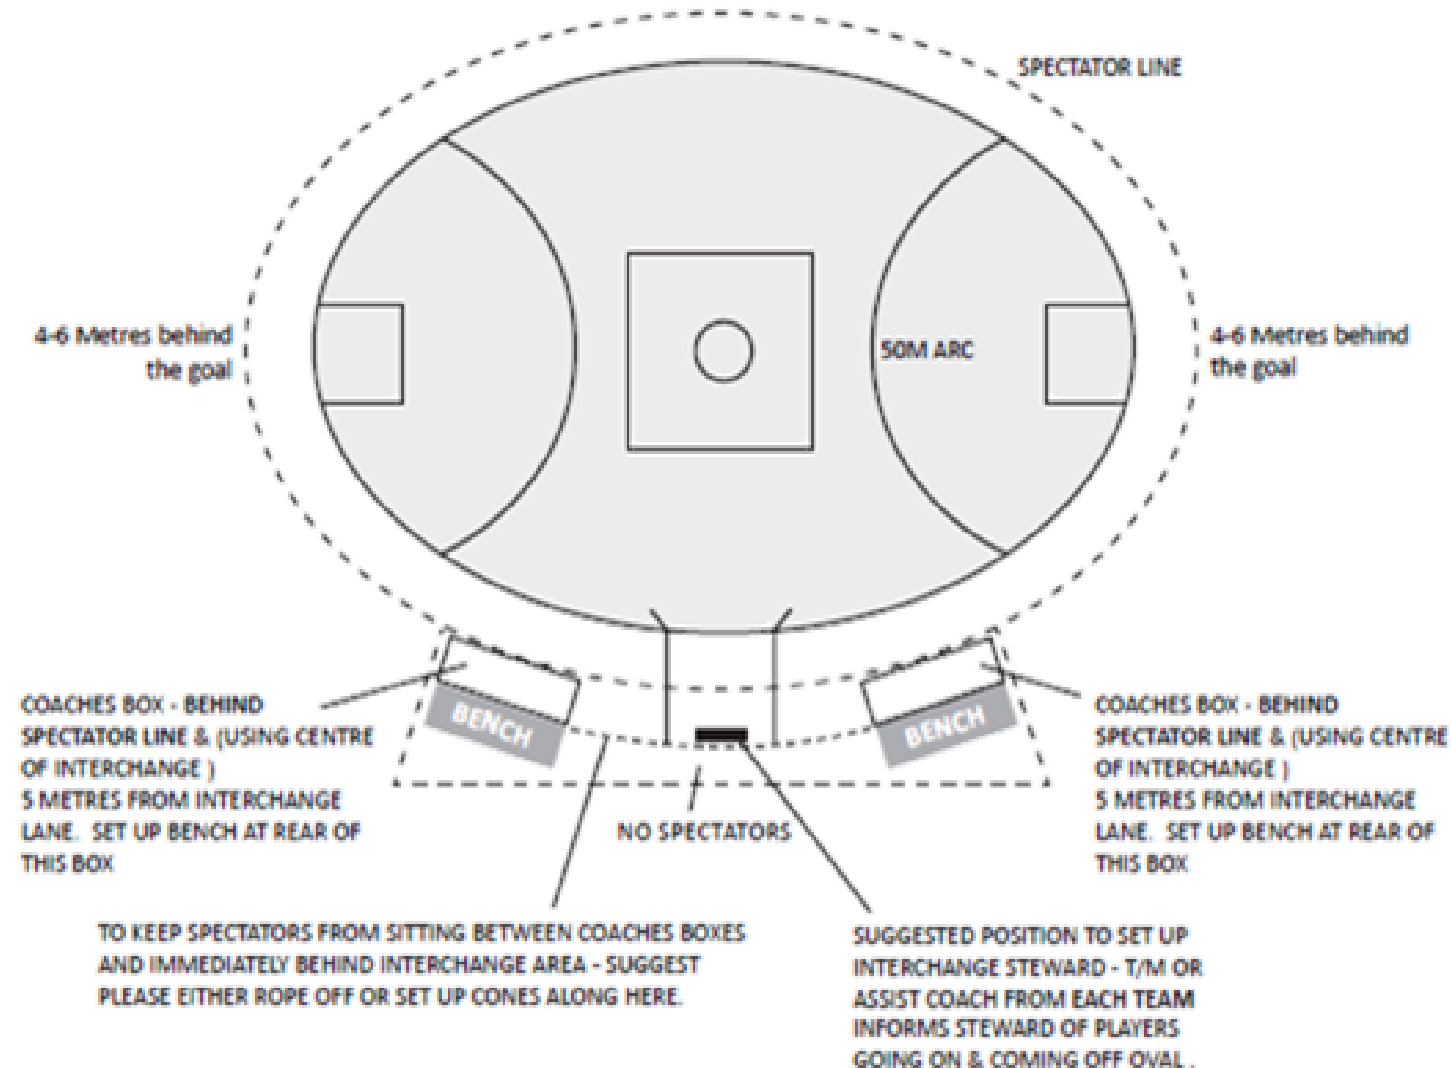 SPECTATOR LINE
4-6 Metres behind
the goal
50M ARC
4-6 Metres behind
the goal
BENCH
BENCH
COACHES BOX - BEHIND
SPECTATOR LINE & (USING CENTRE
OF INTERCHANGE )
5 METRES FROM INTERCHANGE
LANE. SET UP BENCH AT REAR OF
THIS BOX
COACHES BOX - BEHIND
SPECTATOR LINE & (USING CENTRE
OF INTERCHANGE )
5 METRES FROM INTERCHANGE
LANE. SET UP BENCH AT REAR OF
THIS BOX
NO SPECTATORS
TO KEEP SPECTATORS FROM SITTING BETWEEN COACHES BOXES
AND IMMEDIATELY BEHIND INTERCHANGE AREA - SUGGEST
PLEASE EITHER ROPE OFF OR SET UP CONES ALONG HERE.
SUGGESTED POSITION TO SET UP
INTERCHANGE STEWARD - T/M OR
ASSIST COACH FROM EACH TEAM
INFORMS STEWARD OF PLAYERS
GOING ON & COMING OFF OVAL .